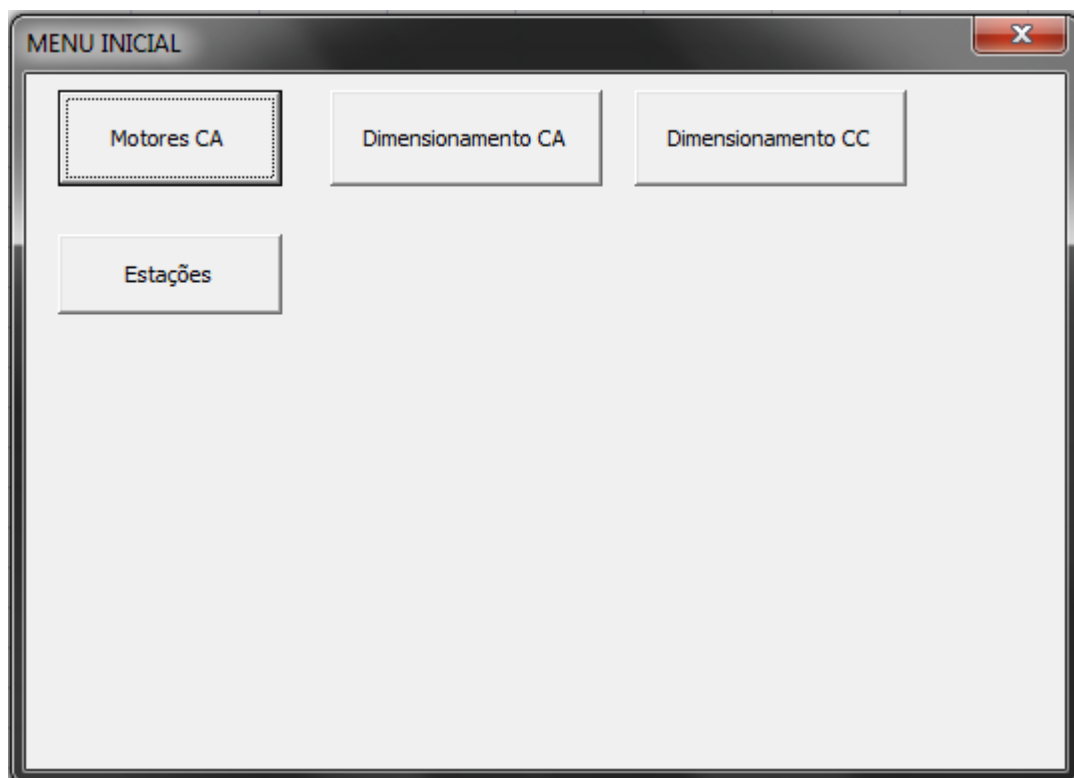 MENU INICIAL
Motores CA
Dimensionamento CA
Dimensionamento CC
Estações